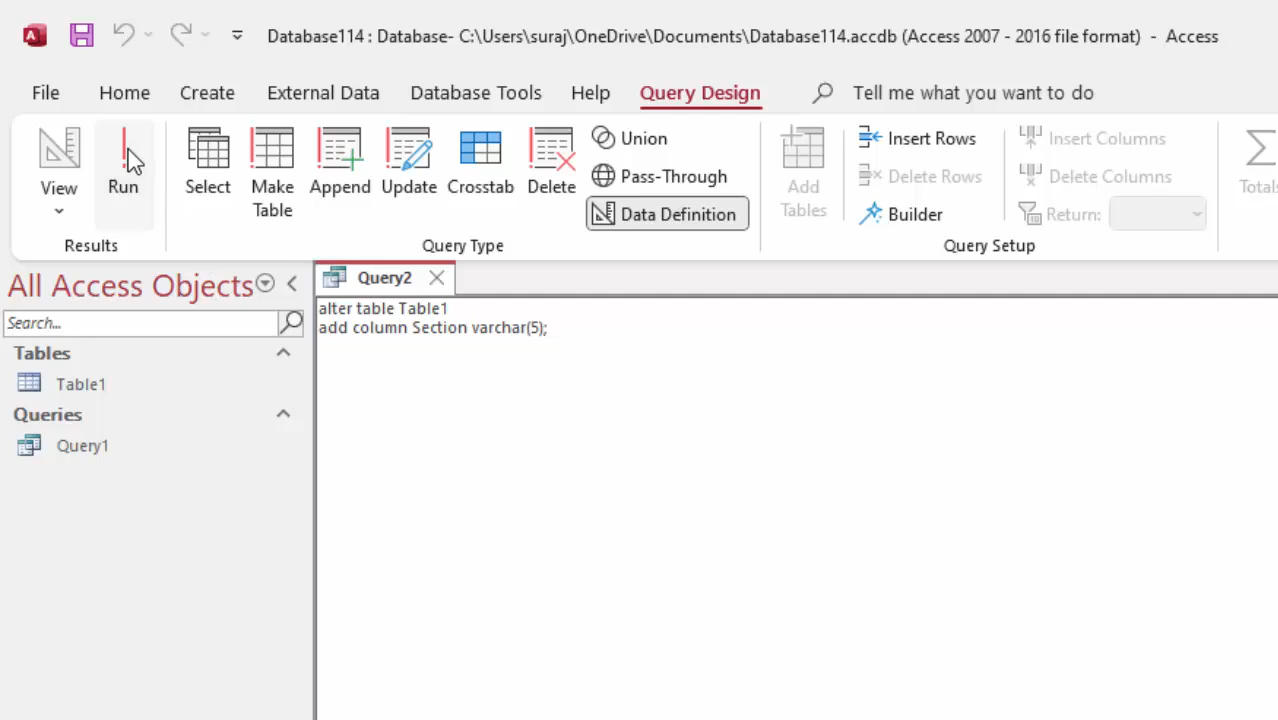 Database114 : Database- C:\Users\suraj\OneDrive\Documents\Database114.accdb (Access 2007 - 2016 file format) - Access
File Home Create External Data Database Tools Help Query Design Tell me what you want to do
View
Run
Select
Make
Table
Append
Update
Crosstab
Delete
Union
Pass-Through
Data Definition
Add
Tables
Insert Rows
Delete Rows
Builder
Insert Columns
Delete Columns
Return:
Totals
Results
Query Type
Query Setup
All Access Objects
Search...
Tables
Table1
Queries
Query1
Query2
alter table Table1
add column Section varchar(5);